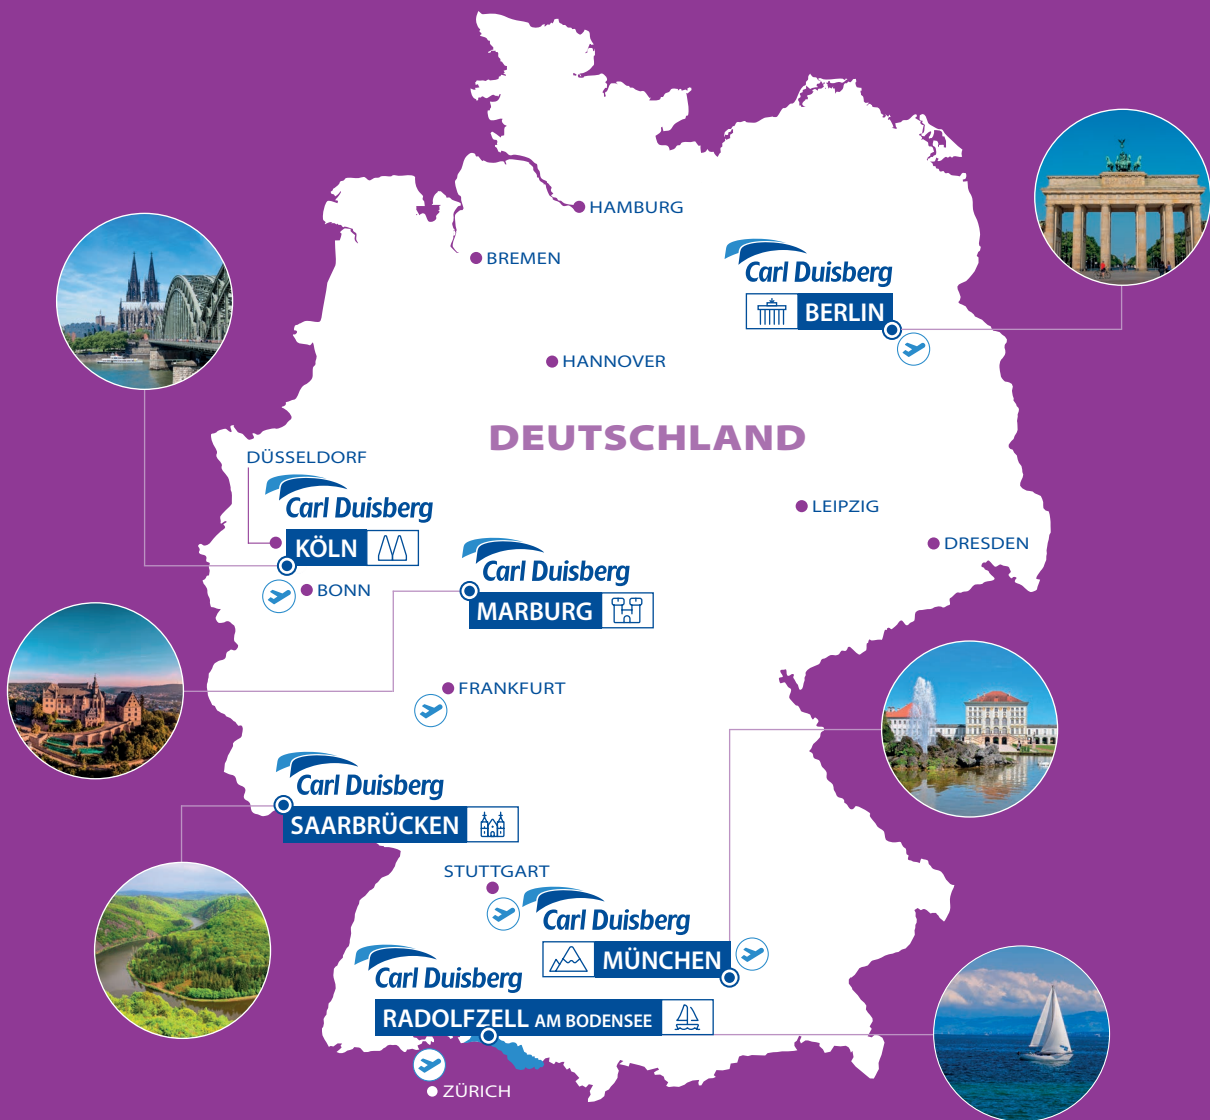 HAMBURG
BREMEN
Carl Duisberg
BERLIN
HANNOVER
DEUTSCHLAND
DÜSSELDORF
Carl Duisberg
KÖLN
LEIPZIG
DRESDEN
BONN
Carl Duisberg
MARBURG
FRANKFURT
Carl Duisberg
SAARBRÜCKEN
STUTTGART
Carl Duisberg
MÜNCHEN
Carl Duisberg
RADOLFZELL AM BODENSEE
ZÜRICH